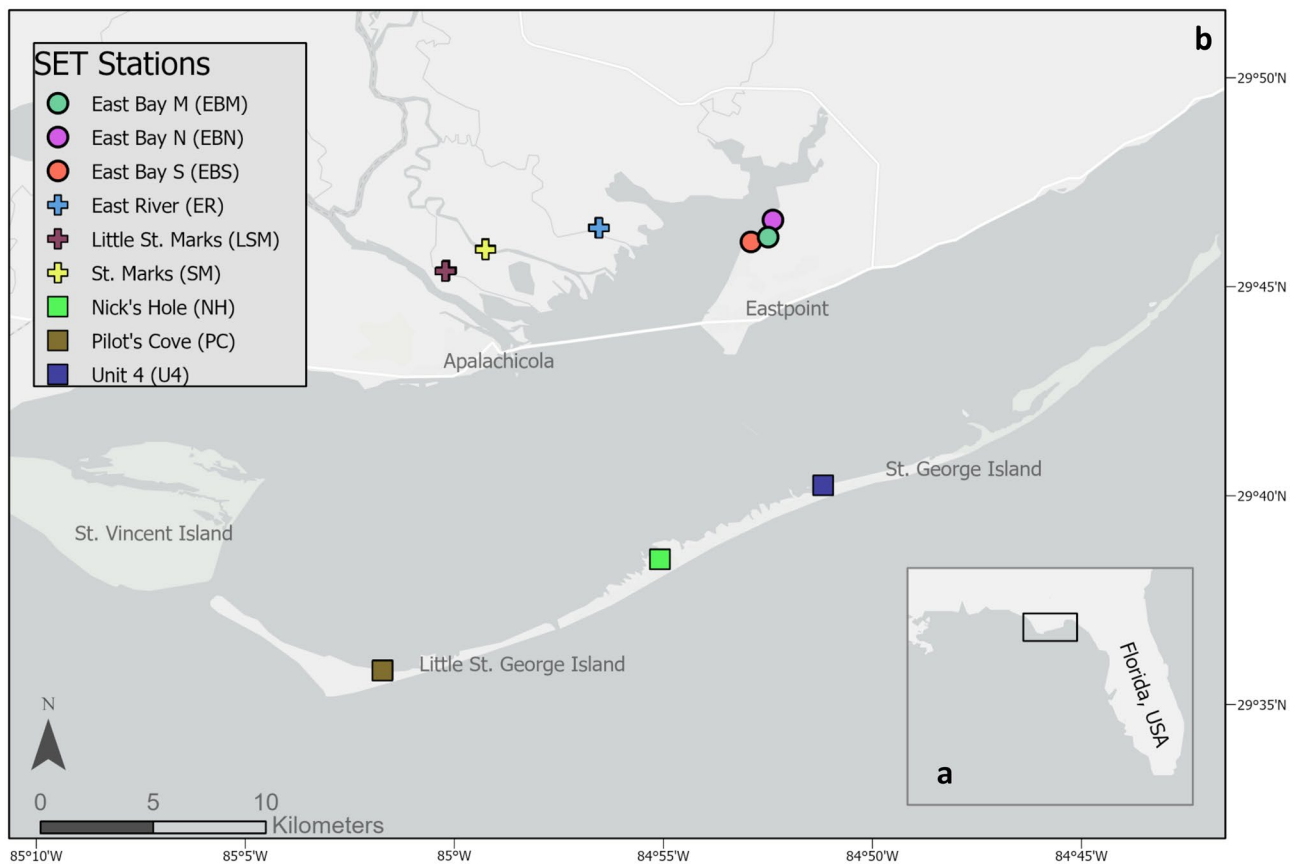 b
SET Stations
East Bay M (EBM)
East Bay N (EBN)
East Bay S (EBS)
East River (ER)
Little St. Marks (LSM)
St. Marks (SM)
Nick's Hole (NH)
Pilot's Cove (PC)
Unit 4 (U4)
29°50'N
29°45'N
Eastpoint
Apalachicola
St. George Island
29°40'N
St. Vincent Island
Little St. George Island
Florida, USA
29°35'N
a
N
0 5 10
Kilometers
85°10'W 85°5'W 85°W 84°55'W 84°50'W 84°45'W